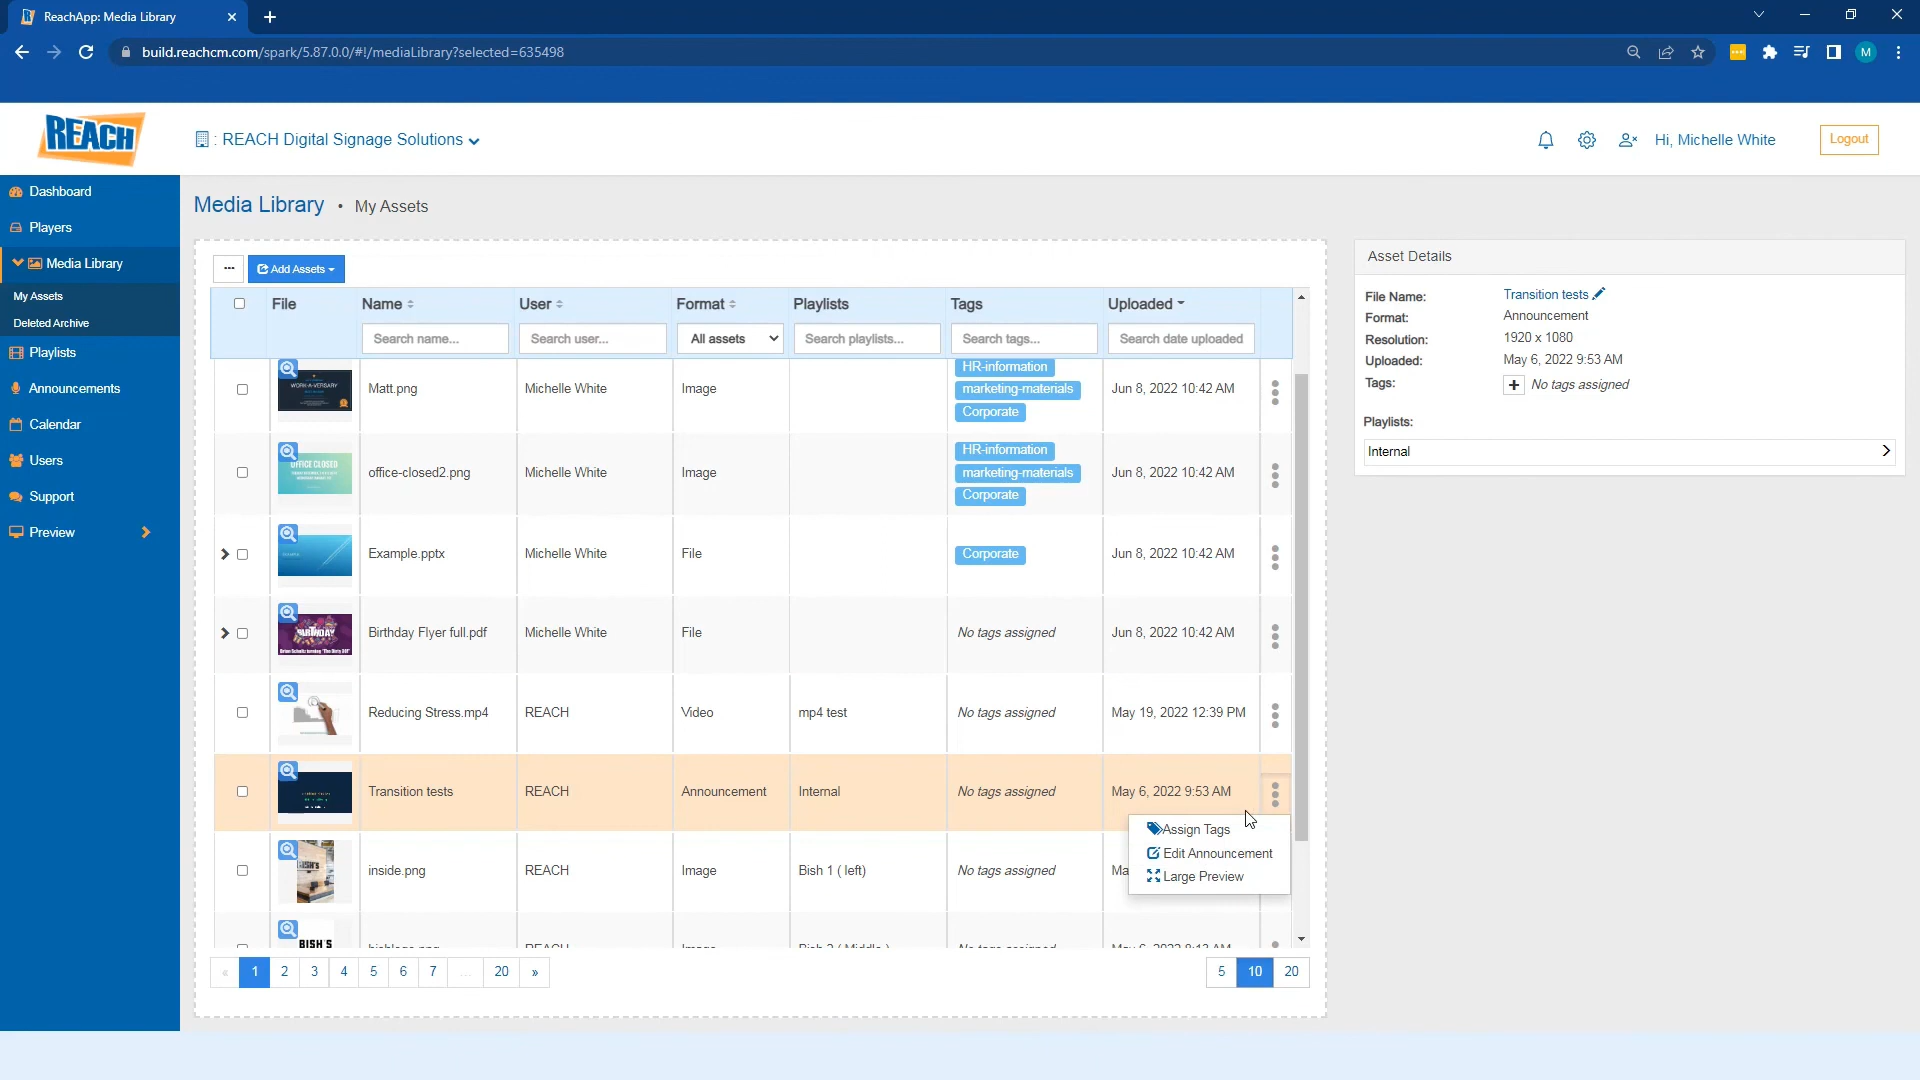 ReachApp: Media Library
build.reachcm.com/spark/5.87.0.0/#!/mediaLibrary?selected=635498
M
REACH
: REACH Digital Signage Solutions
Hi, Michelle White
Logout
Dashboard
Players
Media Library
My Assets
Deleted Archive
Playlists
Announcements
Calendar
Users
Support
Preview
Media Library • My Assets
... Add Assets
File Name User Format Playlists Tags Uploaded
Search name... Search user... All assets Search playlists... Search tags... Search date uploaded
WORK-A-VERSARY
Matt.png Michelle White Image HR-information marketing-materials Corporate Jun 8, 2022 10:42 AM
OFFICE CLOSED
office-closed2.png Michelle White Image HR-information marketing-materials Corporate Jun 8, 2022 10:42 AM
Example.pptx Michelle White File Corporate Jun 8, 2022 10:42 AM
BIRTHDAY
Birthday Flyer full.pdf Michelle White File No tags assigned Jun 8, 2022 10:42 AM
Reducing Stress.mp4 REACH Video mp4 test No tags assigned May 19, 2022 12:39 PM
Transition tests REACH Announcement Internal No tags assigned May 6, 2022 9:53 AM
Assign Tags
Edit Announcement
Large Preview
BISH'S
inside.png REACH Image Bish 1 ( left) No tags assigned Ma
BISH'S
« 1 2 3 4 5 6 7 ... 20 »
5 10 20
Asset Details
File Name: Transition tests
Format: Announcement
Resolution: 1920 x 1080
Uploaded: May 6, 2022 9:53 AM
Tags: + No tags assigned
Playlists:
Internal